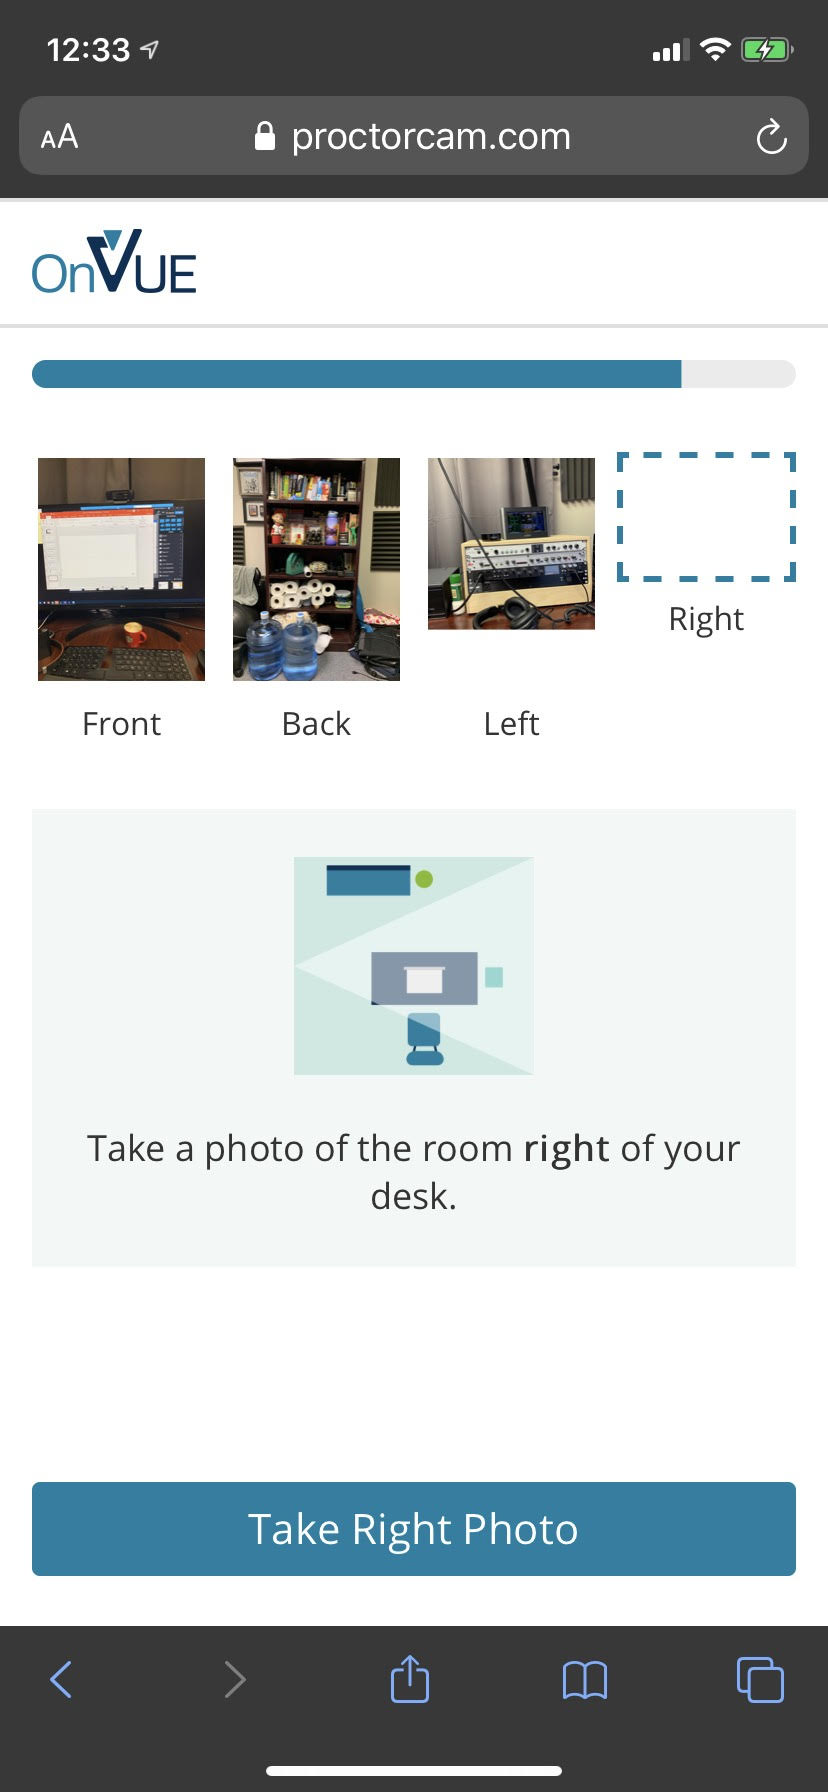 12:33
AA
proctorcam.com
OnVUE
Right
Front
Back
Left
Take a photo of the room right of your
desk.
Take Right Photo